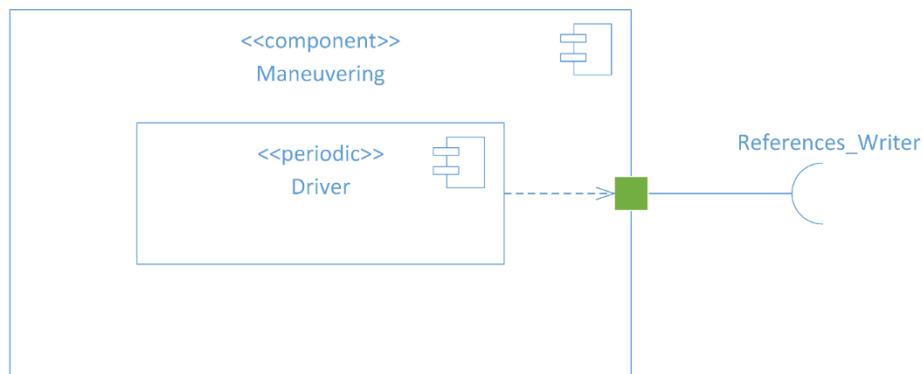 <<component>>
Maneuvering
<<periodic>>
Driver
References_Writer